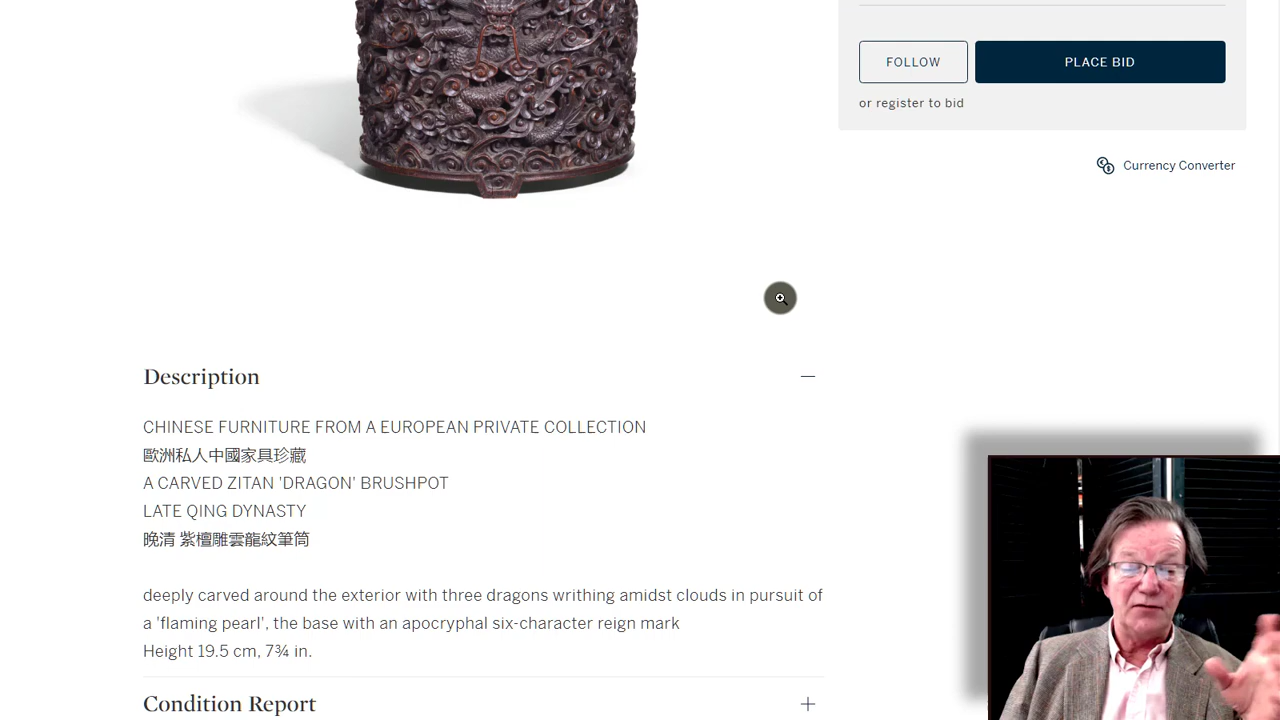 FOLLOW
PLACE BID
or register to bid
Currency Converter
Description
CHINESE FURNITURE FROM A EUROPEAN PRIVATE COLLECTION
歐洲私人中國家具珍藏
A CARVED ZITAN 'DRAGON' BRUSHPOT
LATE QING DYNASTY
晚清 紫檀雕雲龍紋筆筒
deeply carved around the exterior with three dragons writhing amidst clouds in pursuit of
a 'flaming pearl', the base with an apocryphal six-character reign mark
Height 19.5 cm, 7¾ in.
Condition Report